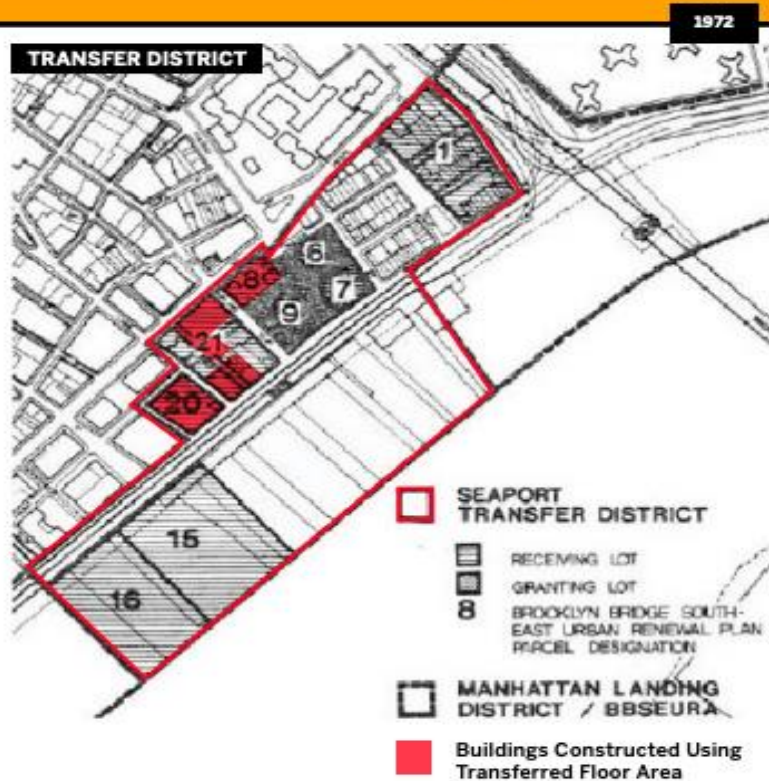 1972
TRANSFER DISTRICT
1
6
8
7
9
21
20
15
16
SEAPORT
TRANSFER DISTRICT
RECEIVING LOT
GRANTING LOT
8 BROOKLYN BRIDGE SOUTH-
EAST URBAN RENEWAL PLAN
PARCEL DESIGNATION
MANHATTAN LANDING
DISTRICT / BBSEURA
Buildings Constructed Using
Transferred Floor Area